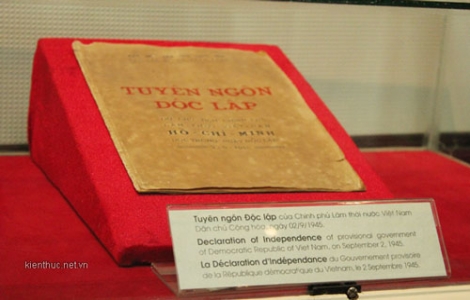 TUYÊN NGÔN
ĐỘC LẬP
HỒ-CHÍ-MINH
Tuyên ngôn Độc lập của Chính phủ Lâm thời nước Việt Nam
Dân chủ Cộng hoà, ngày 02/9/1945.
Declaration of Independence of provisional government
of Democratic Republic of Viet Nam, on September 2, 1945.
La Déclaration d'Indépendance du Gouvernement provisoire
de la République démocratique du Vietnam, le 2 Septembre 1945.
kienthuc.net.vn